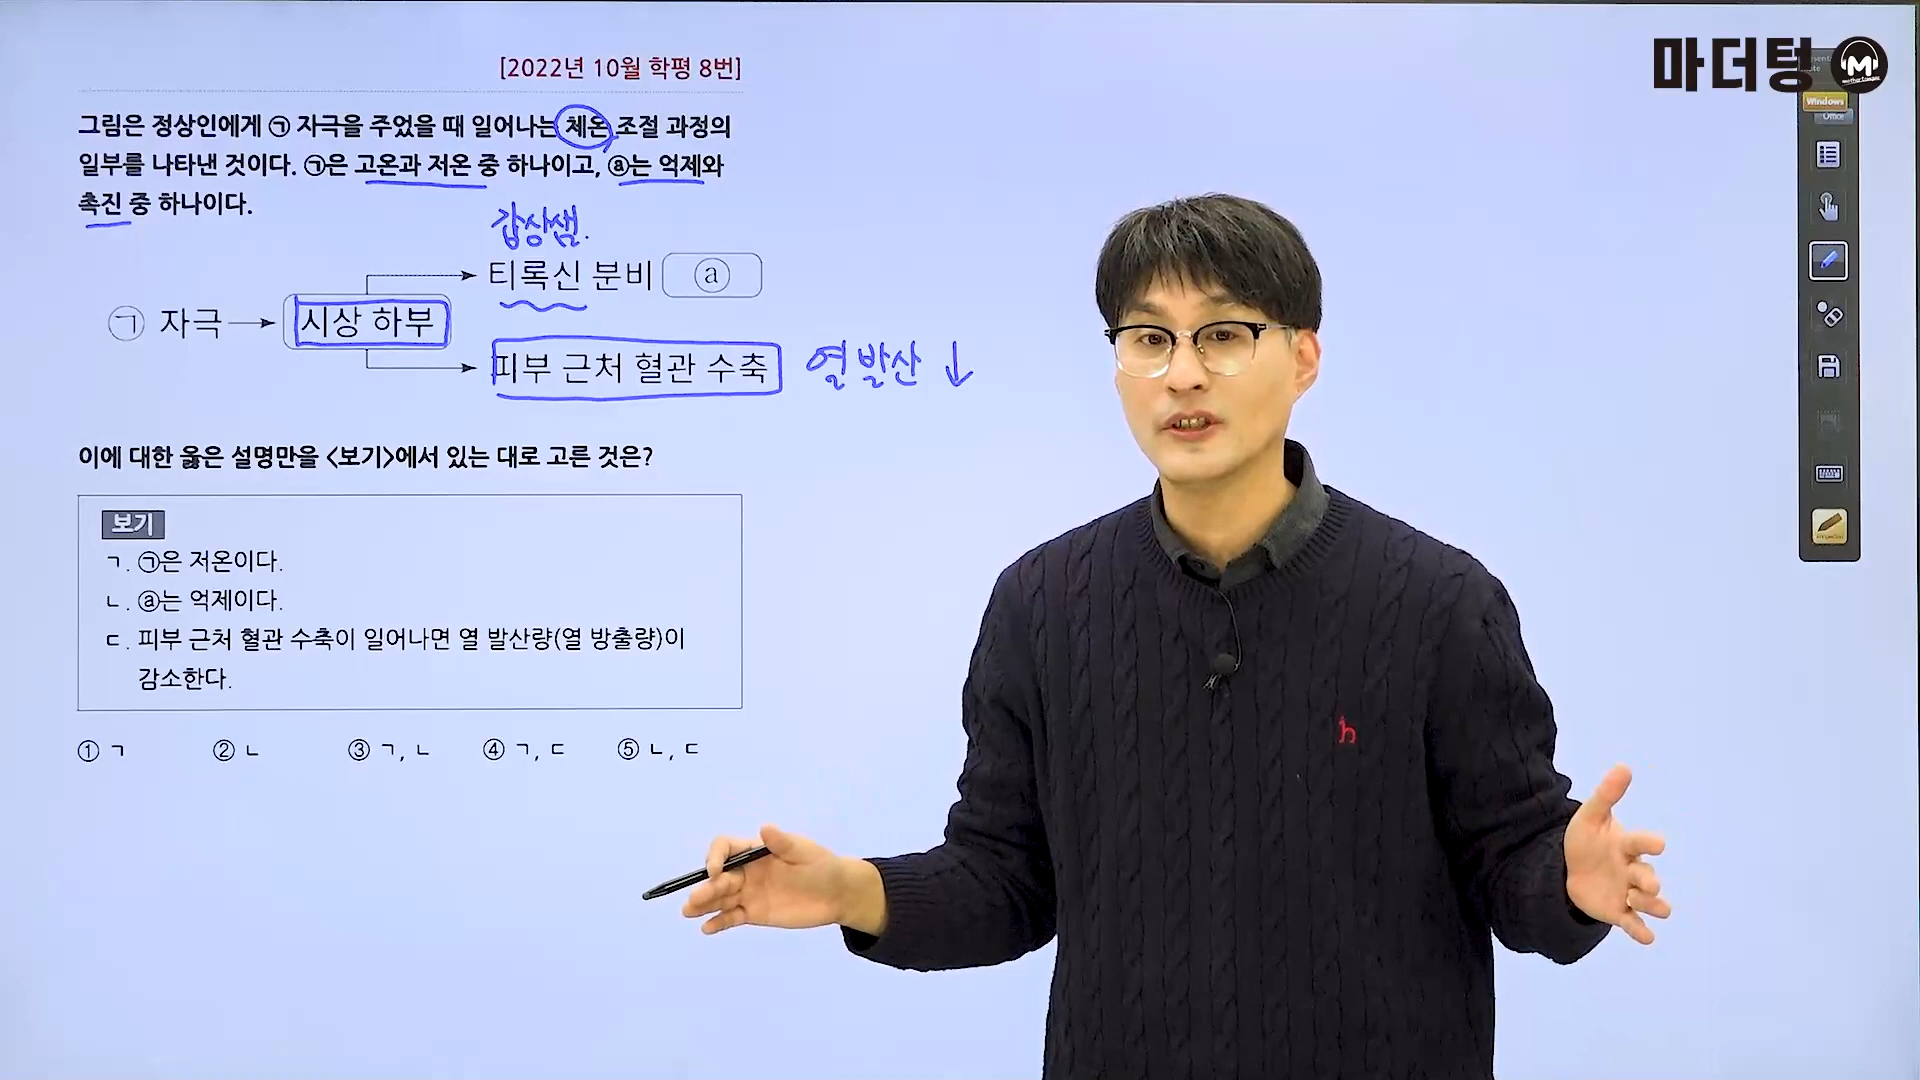 마더텅
[2022년 10월 학평 8번]
그림은 정상인에게 ㉠ 자극을 주었을 때 일어나는 체온 조절 과정의
일부를 나타낸 것이다. ㉠은 고온과 저온 중 하나이고, ⓐ는 억제와
촉진 중 하나이다.
갑상샘.
티록신 분비 ⓐ
㉠ 자극 → 시상 하부
피부 근처 혈관 수축 열발산 ↓
이에 대한 옳은 설명만을 <보기>에서 있는 대로 고른 것은?
보기
ㄱ. ㉠은 저온이다.
ㄴ. ⓐ는 억제이다.
ㄷ. 피부 근처 혈관 수축이 일어나면 열 발산량(열 방출량)이
감소한다.
① ㄱ ② ㄴ ③ ㄱ, ㄴ ④ ㄱ, ㄷ ⑤ ㄴ, ㄷ
Windows
Office
M
h